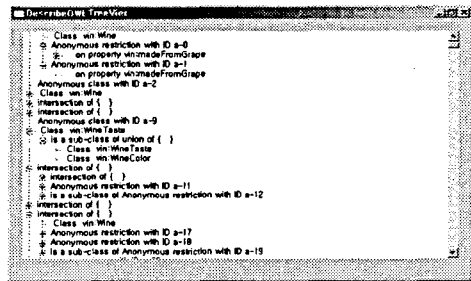 DescribeOWL TreeVier
Class vin:Wine
Anonymous restriction with ID a-0
on property vin:madeFromGrape
Anonymous restriction with ID a-1
on property vin:madeFromGrape
Anonymous class with ID a-2
Class vin:Wine
intersection of { }
intersection of { }
Anonymous class with ID a-9
Class vin:WineTaste
is a sub-class of union of { }
Class vin:WineTaste
Class vin:WineColor
intersection of { }
intersection of { }
Anonymous restriction with ID a-11
is a sub-class of Anonymous restriction with ID a-12
intersection of { }
intersection of { }
Class vin:Wine
Anonymous restriction with ID a-17
Anonymous restriction with ID a-18
is a sub-class of Anonymous restriction with ID a-19